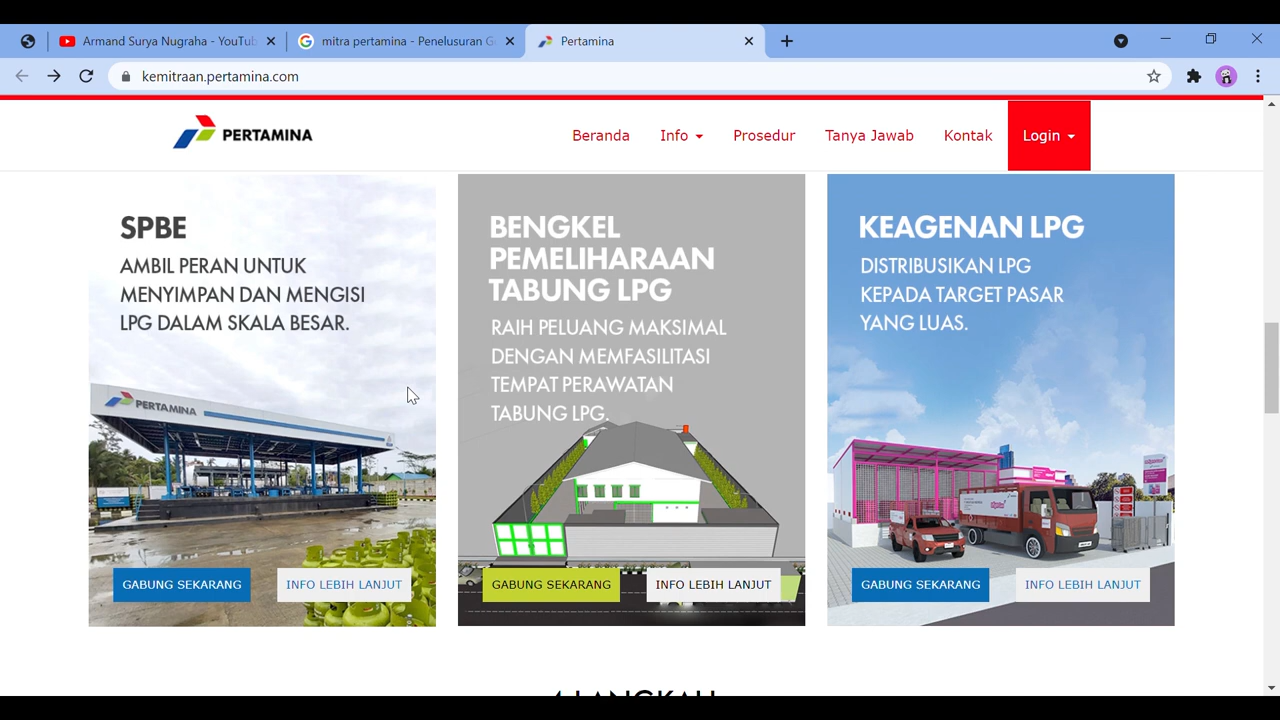 Armand Surya Nugraha - YouTub
mitra pertamina - Penelusuran G
Pertamina
kemitraan.pertamina.com
PERTAMINA
Beranda
Info
Prosedur
Tanya Jawab
Kontak
Login
SPBE
AMBIL PERAN UNTUK
MENYIMPAN DAN MENGISI
LPG DALAM SKALA BESAR.
PERTAMINA
GABUNG SEKARANG
INFO LEBIH LANJUT
BENGKEL
PEMELIHARAAN
TABUNG LPG
RAIH PELUANG MAKSIMAL
DENGAN MEMFASILITASI
TEMPAT PERAWATAN
TABUNG LPG.
GABUNG SEKARANG
INFO LEBIH LANJUT
KEAGENAN LPG
DISTRIBUSIKAN LPG
KEPADA TARGET PASAR
YANG LUAS.
GABUNG SEKARANG
INFO LEBIH LANJUT
4 LANGKAH